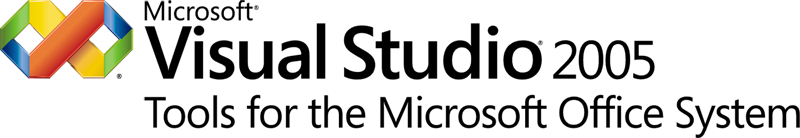 Microsoft®
Visual Studio® 2005
Tools for the Microsoft Office System
®